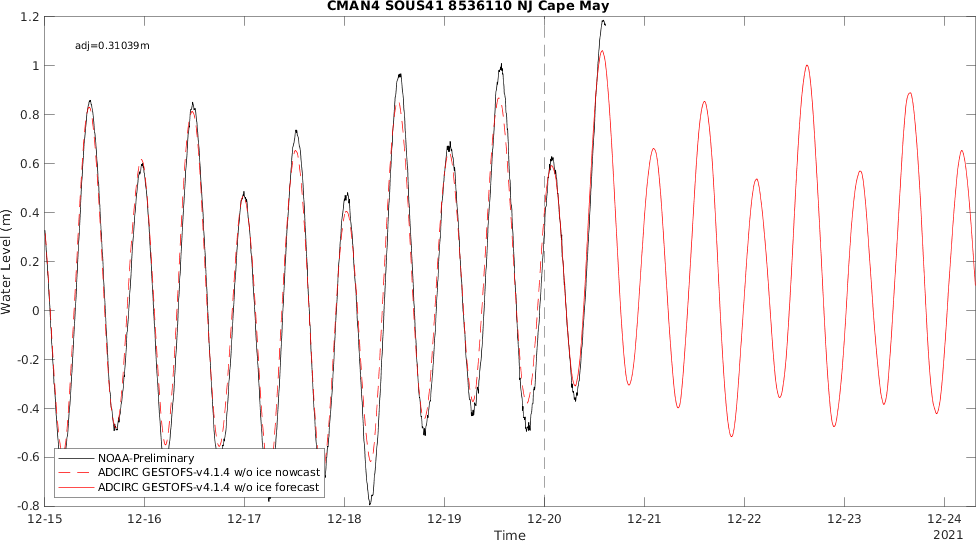 CMAN4 SOUS41 8536110 NJ Cape May
adj=0.31039m
1.2
1
0.8
0.6
0.4
0.2
0
-0.2
-0.4
-0.6
-0.8
Water Level (m)
NOAA-Preliminary
ADCIRC GESTOFS-v4.1.4 w/o ice nowcast
ADCIRC GESTOFS-v4.1.4 w/o ice forecast
12-15 12-16 12-17 12-18 12-19 12-20 12-21 12-22 12-23 12-24
Time
2021